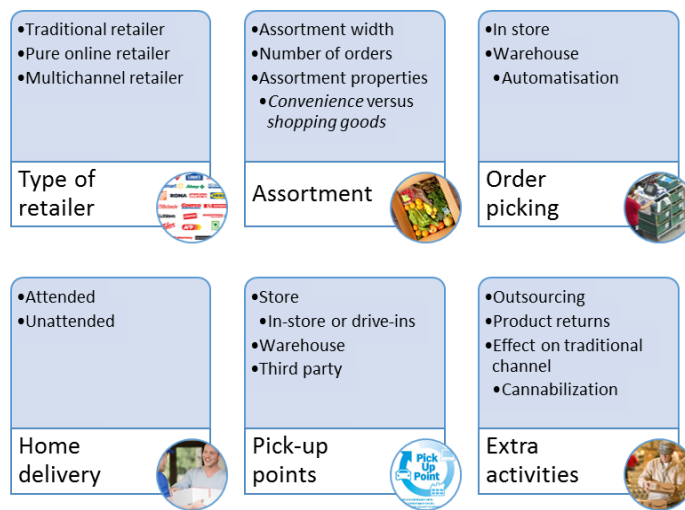 •Traditional retailer
•Pure online retailer
•Multichannel retailer
Type of
retailer
•Assortment width
•Number of orders
•Assortment properties
•Convenience versus
shopping goods
Assortment
•In store
•Warehouse
•Automatisation
Order
picking
•Attended
•Unattended
Home
delivery
•Store
•In-store or drive-ins
•Warehouse
•Third party
Pick-up
points
Pick
Up
Point
•Outsourcing
•Product returns
•Effect on traditional
channel
•Cannabilization
Extra
activities